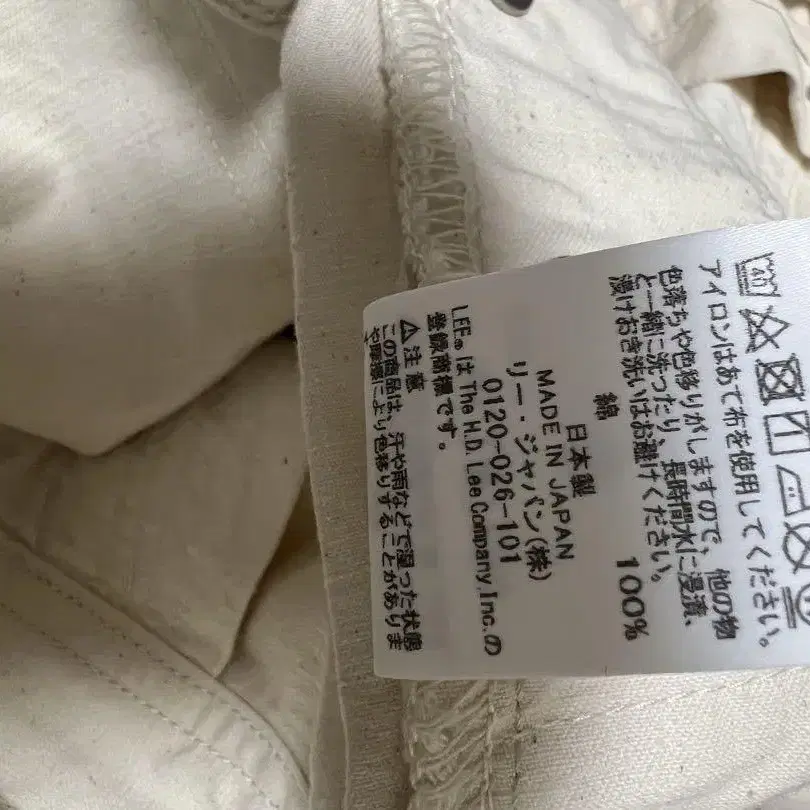 40
アイロンはあて布を使用してください。
色落ちや色移りがしますので、他の物
と一緒に洗ったり、長時間水に浸漬、
漬けおき洗いはお避けください。
綿 100%
日本製
MADE IN JAPAN
リー・ジャパン(株)
0120-026-101
LEE® は The H.D. Lee Company,Inc.の
登録商標です。
⚠注意
この商品は、汗や雨などで湿った状態
や摩擦により色移りすることがありま